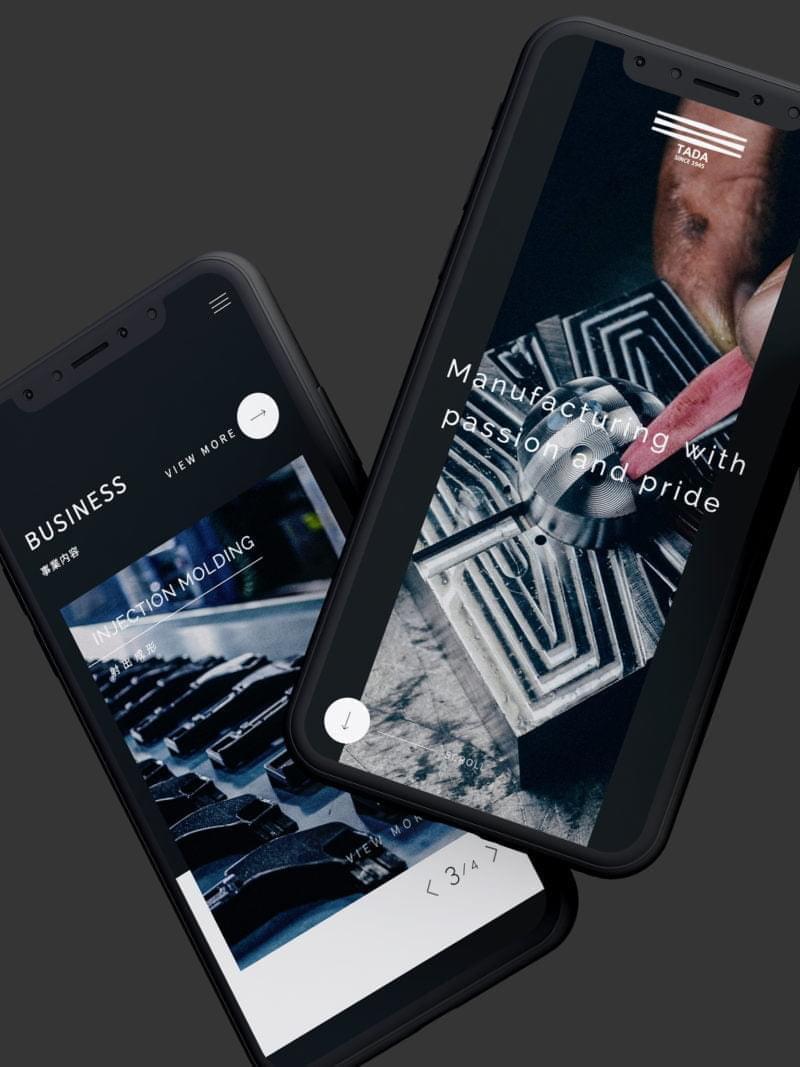 TADA
SINCE 1945
Manufacturing with
passion and pride
SCROLL
VIEW MORE
BUSINESS
事業内容
INJECTION MOLDING
射出成形
VIEW MORE
3/4